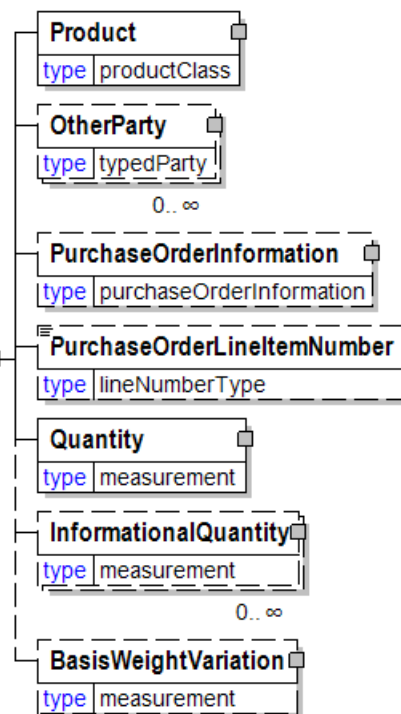 Product
type productClass
OtherParty
type typedParty
0.. ∞
PurchaseOrderInformation
type purchaseOrderInformation
PurchaseOrderLineItemNumber
type lineNumberType
Quantity
type measurement
InformationalQuantity
type measurement
0.. ∞
BasisWeightVariation
type measurement